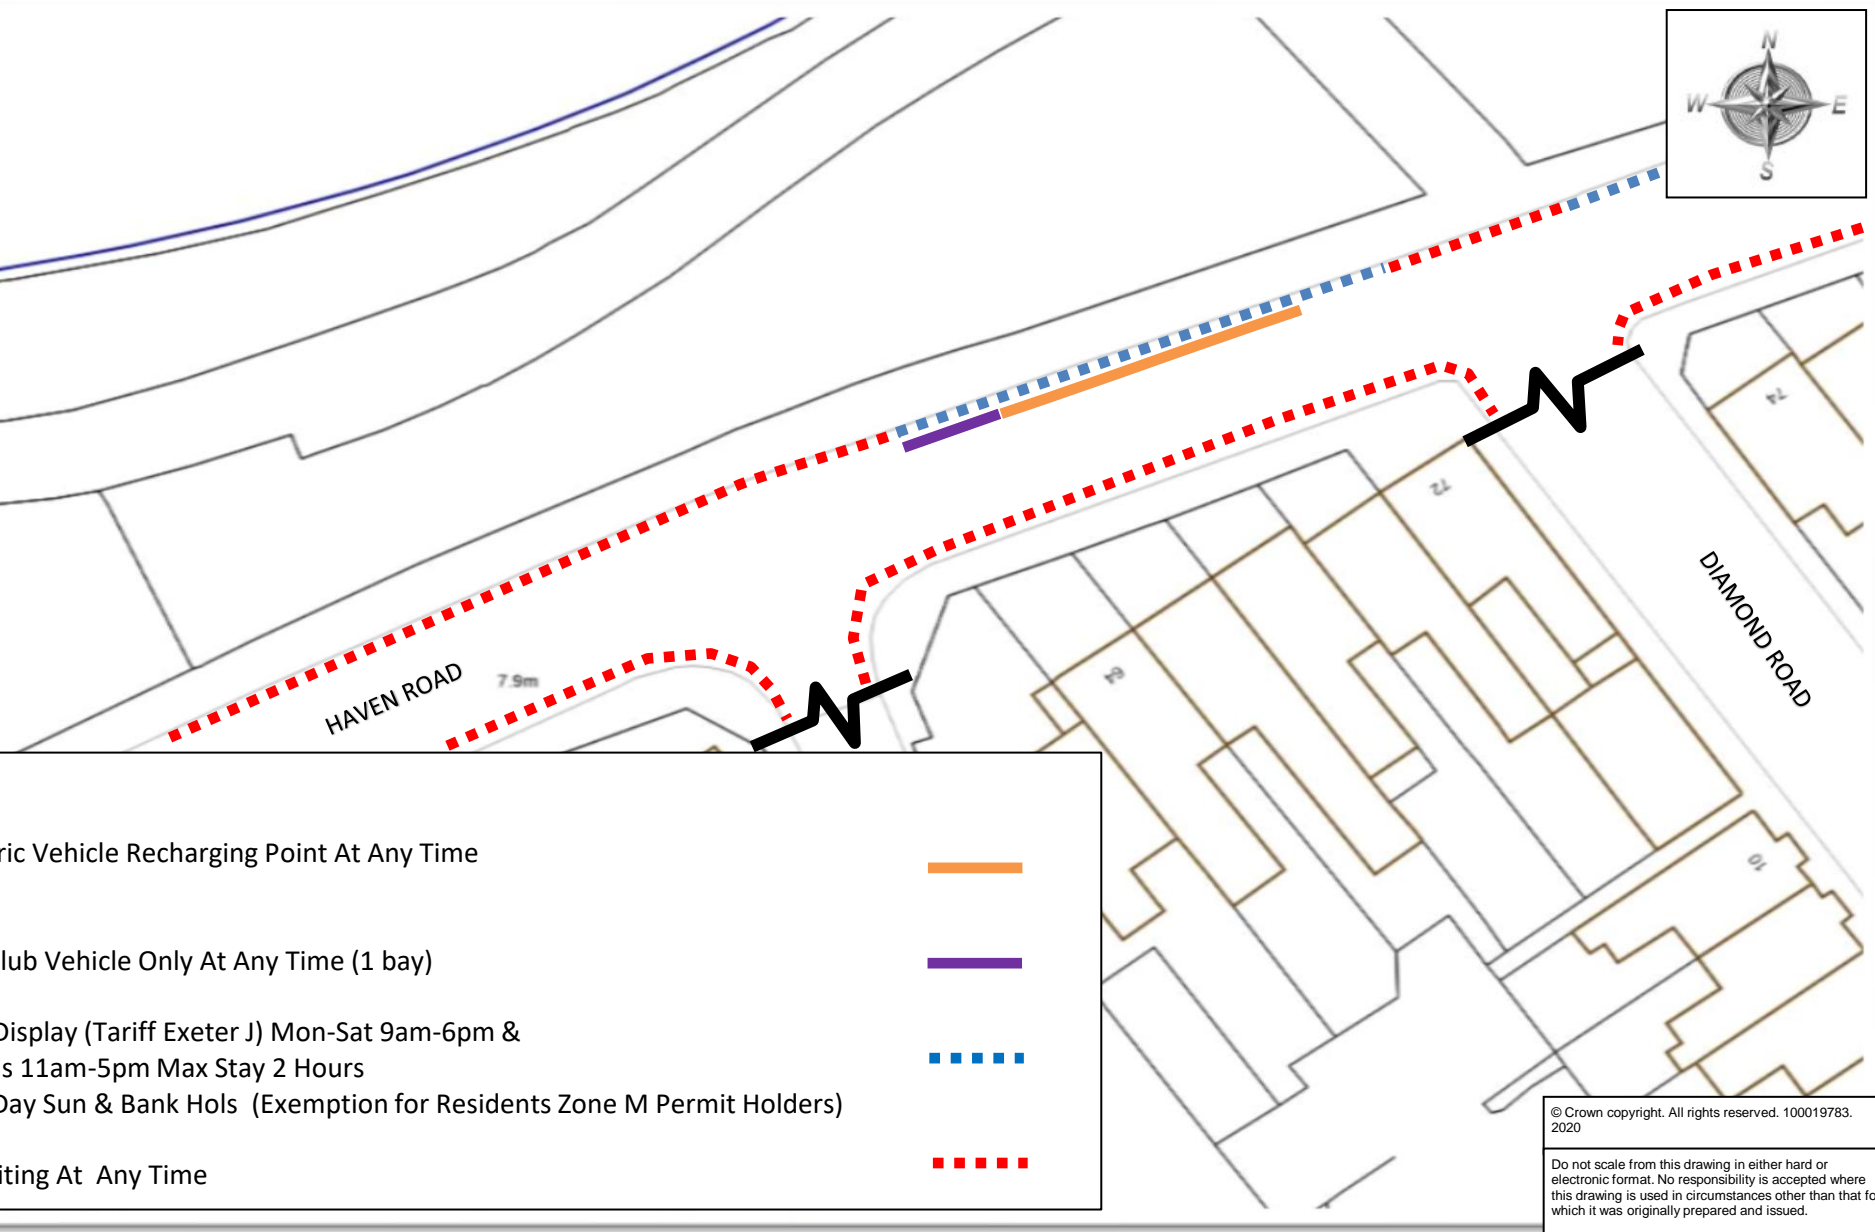 N
W E
S
HAVEN ROAD
7.9m
74
72
64
DIAMOND ROAD
10
ric Vehicle Recharging Point At Any Time
lub Vehicle Only At Any Time (1 bay)
Display (Tariff Exeter J) Mon-Sat 9am-6pm &
s 11am-5pm Max Stay 2 Hours
Day Sun & Bank Hols (Exemption for Residents Zone M Permit Holders)
iting At Any Time
© Crown copyright. All rights reserved. 100019783.
2020
Do not scale from this drawing in either hard or
electronic format. No responsibility is accepted where
this drawing is used in circumstances other than that fo
which it was originally prepared and issued.